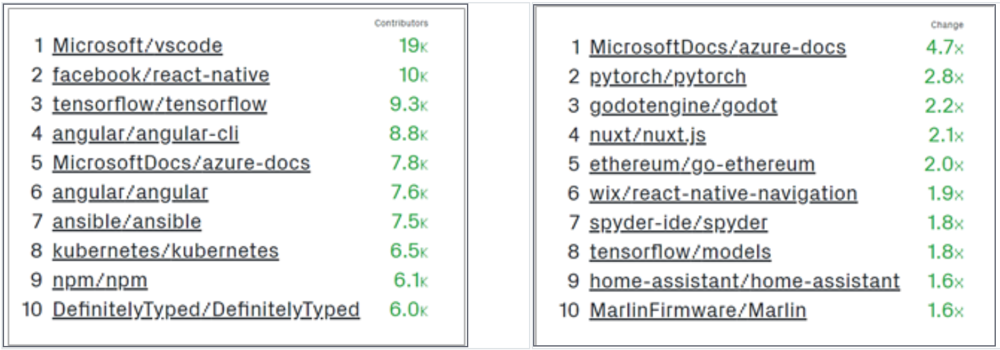 Contributors
1 Microsoft/vscode 19K
2 facebook/react-native 10K
3 tensorflow/tensorflow 9.3K
4 angular/angular-cli 8.8K
5 MicrosoftDocs/azure-docs 7.8K
6 angular/angular 7.6K
7 ansible/ansible 7.5K
8 kubernetes/kubernetes 6.5K
9 npm/npm 6.1K
10 DefinitelyTyped/DefinitelyTyped 6.0K
Change
1 MicrosoftDocs/azure-docs 4.7x
2 pytorch/pytorch 2.8x
3 godotengine/godot 2.2x
4 nuxt/nuxt.js 2.1x
5 ethereum/go-ethereum 2.0x
6 wix/react-native-navigation 1.9x
7 spyder-ide/spyder 1.8x
8 tensorflow/models 1.8x
9 home-assistant/home-assistant 1.6x
10 MarlinFirmware/Marlin 1.6x